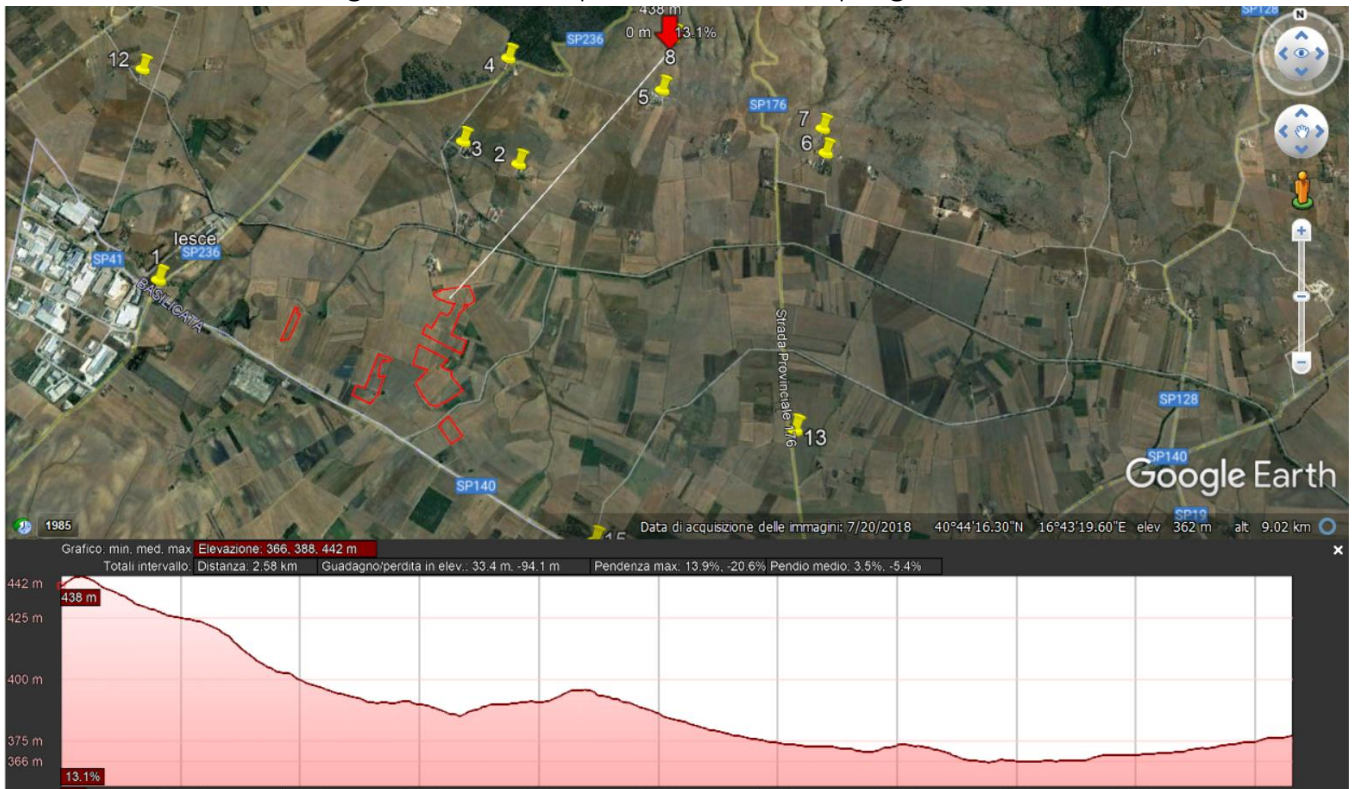 438 m
0 m 13.1%
8
SP128
N
SP236
12
4
5
SP176
7
6
3
2
Iesce
SP236
SP41
1
BASILICATA
Strada Provinciale 176
SP128
13
SP140
Google Earth
SP140
SP19
15
1985
Data di acquisizione delle immagini: 7/20/2018 40°44'16.30"N 16°43'19.60"E elev 362 m alt 9.02 km
Grafico: min. med. max Elevazione: 366, 388, 442 m
Totali intervallo: Distanza: 2.58 km Guadagno/perdita in elev.: 33.4 m, -94.1 m Pendenza max: 13.9%, -20.6% Pendio medio: 3.5%, -5.4%
442 m
438 m
425 m
400 m
375 m
366 m
13.1%